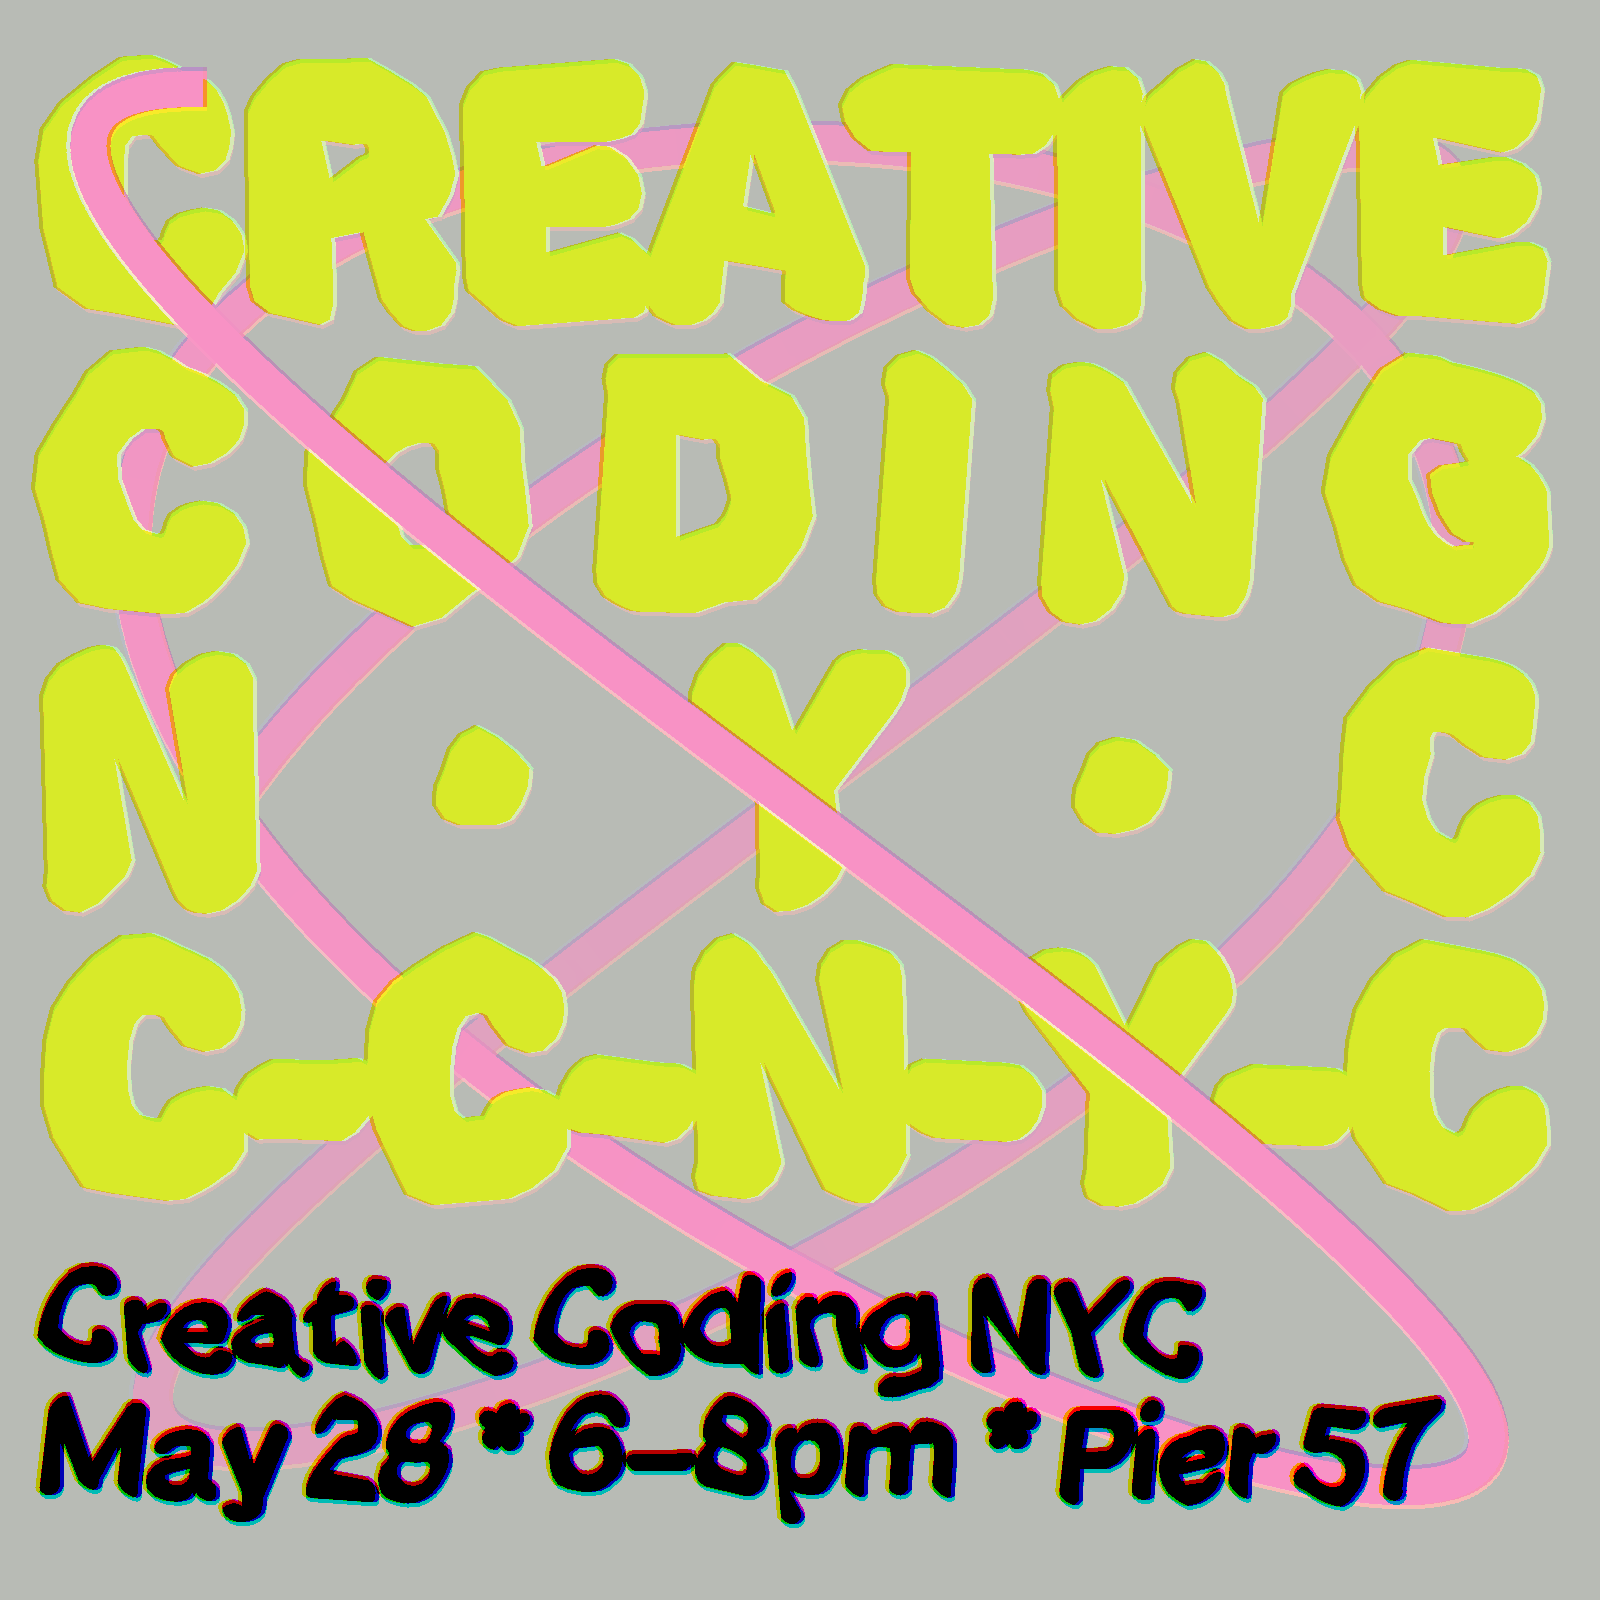 CREATIVE
CODING
N·Y·C
C-C-N-Y-C
Creative Coding NYC
May 28 * 6-8pm * Pier 57